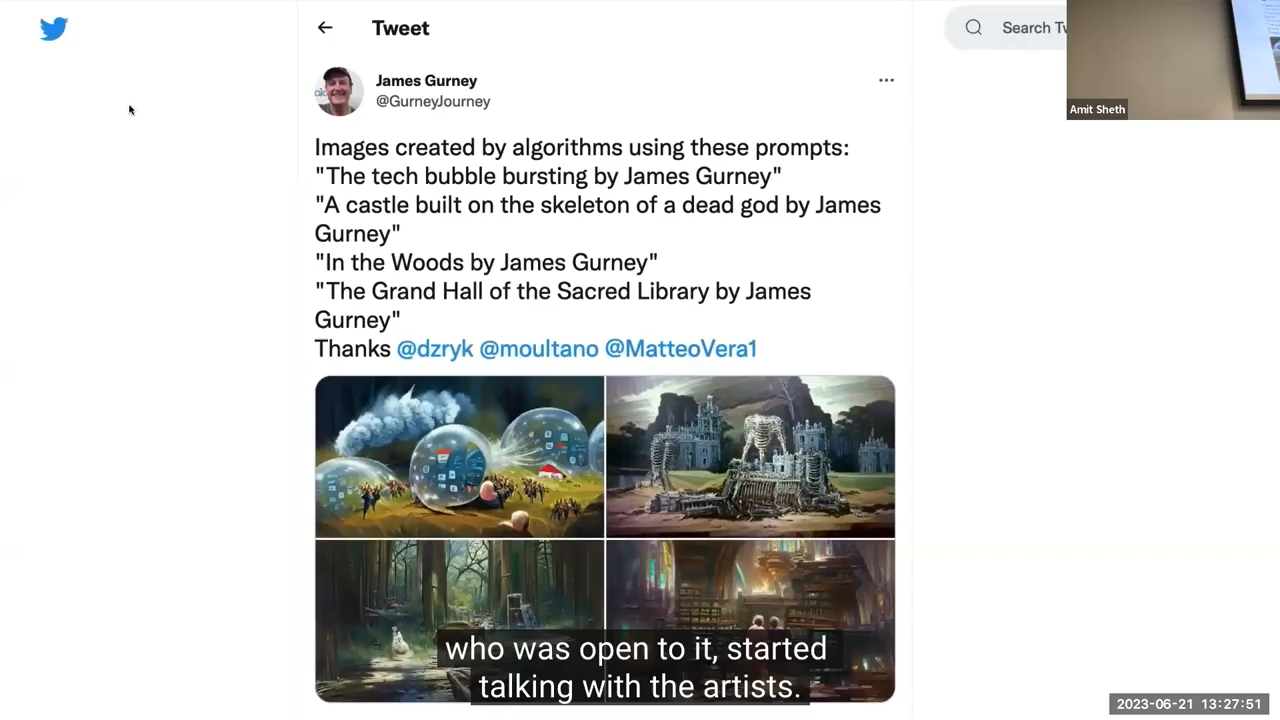 Tweet
Search Tw
James Gurney
@GurneyJourney
Amit Sheth
Images created by algorithms using these prompts:
"The tech bubble bursting by James Gurney"
"A castle built on the skeleton of a dead god by James
Gurney"
"In the Woods by James Gurney"
"The Grand Hall of the Sacred Library by James
Gurney"
Thanks @dzryk @moultano @MatteoVera1
who was open to it, started
talking with the artists.
2023-06-21 13:27:51